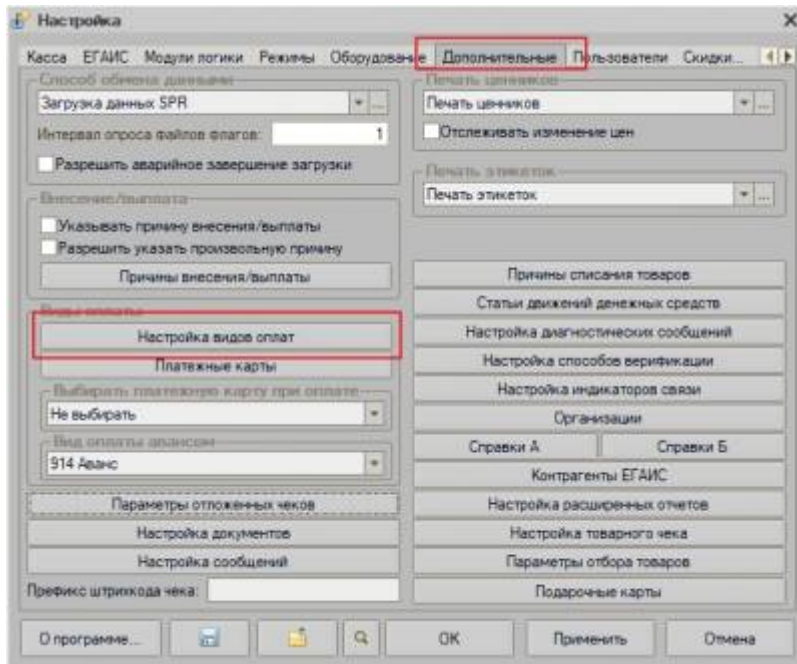 Настройка
Касса ЕГАИС Модули логики Режимы Оборудование Дополнительные Пользователи Скидки...
Способ обмена данными
Загрузка данных SPR
...
Интервал опроса файлов флагов: 1
Разрешить аварийное завершение загрузки
Внесение/выплата
Указывать причину внесения/выплаты
Разрешить указать произвольную причину
Причины внесения/выплаты
Виды оплаты
Настройка видов оплат
Платежные карты
Выбирать платежную карту при оплате
Не выбирать
Вид оплаты авансом
914 Аванс
Параметры отложенных чеков
Настройка документов
Настройка сообщений
Префикс штрихкода чека:
Печать ценников
Печать ценников
...
Отслеживать изменение цен
Печать этикеток
Печать этикеток
...
Причины списания товаров
Статьи движений денежных средств
Настройка диагностических сообщений
Настройка способов верификации
Настройка индикаторов связи
Организации
Справки А Справки Б
Контрагенты ЕГАИС
Настройка расширенных отчетов
Настройка товарного чека
Параметры отбора товаров
Подарочные карты
О программе... ОК Применить Отмена